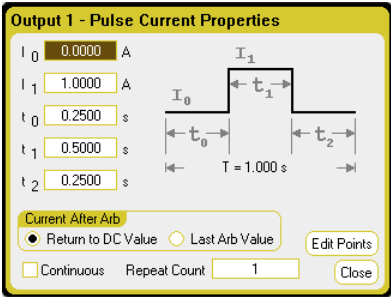 Output 1 - Pulse Current Properties
I 0 0.0000 A
I 1 1.0000 A
t 0 0.2500 s
t 1 0.5000 s
t 2 0.2500 s
I1
I0
t1
t0
t2
T = 1.000 s
Current After Arb
Return to DC Value Last Arb Value
Edit Points
Continuous Repeat Count 1
Close